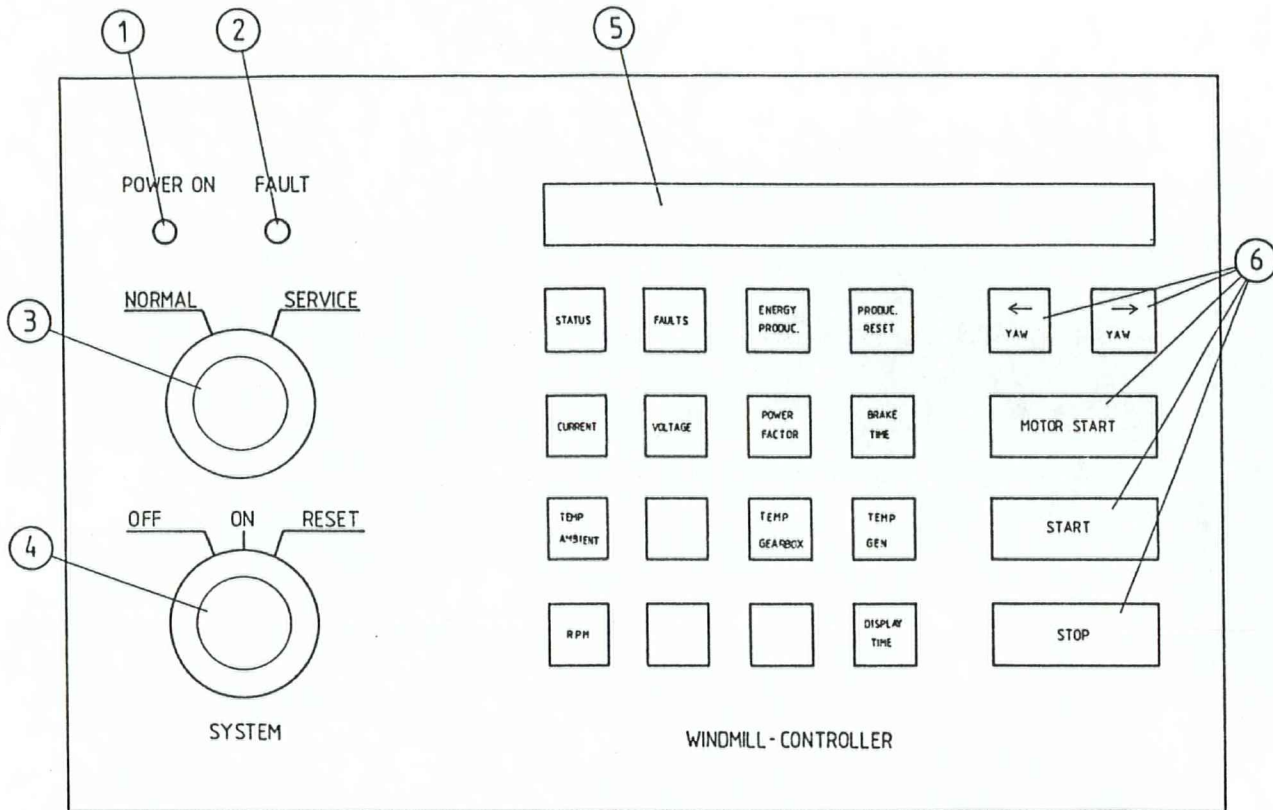 1
2
5
POWER ON
FAULT
6
NORMAL
SERVICE
3
STATUS
FAULTS
ENERGY
PRODUC.
PRODUC.
RESET
←
YAW
→
YAW
CURRENT
VOLTAGE
POWER
FACTOR
BRAKE
TIME
MOTOR START
OFF
ON
RESET
4
TEMP
AMBIENT
TEMP
GEARBOX
TEMP
GEN
START
RPM
DISPLAY
TIME
STOP
SYSTEM
WINDMILL-CONTROLLER